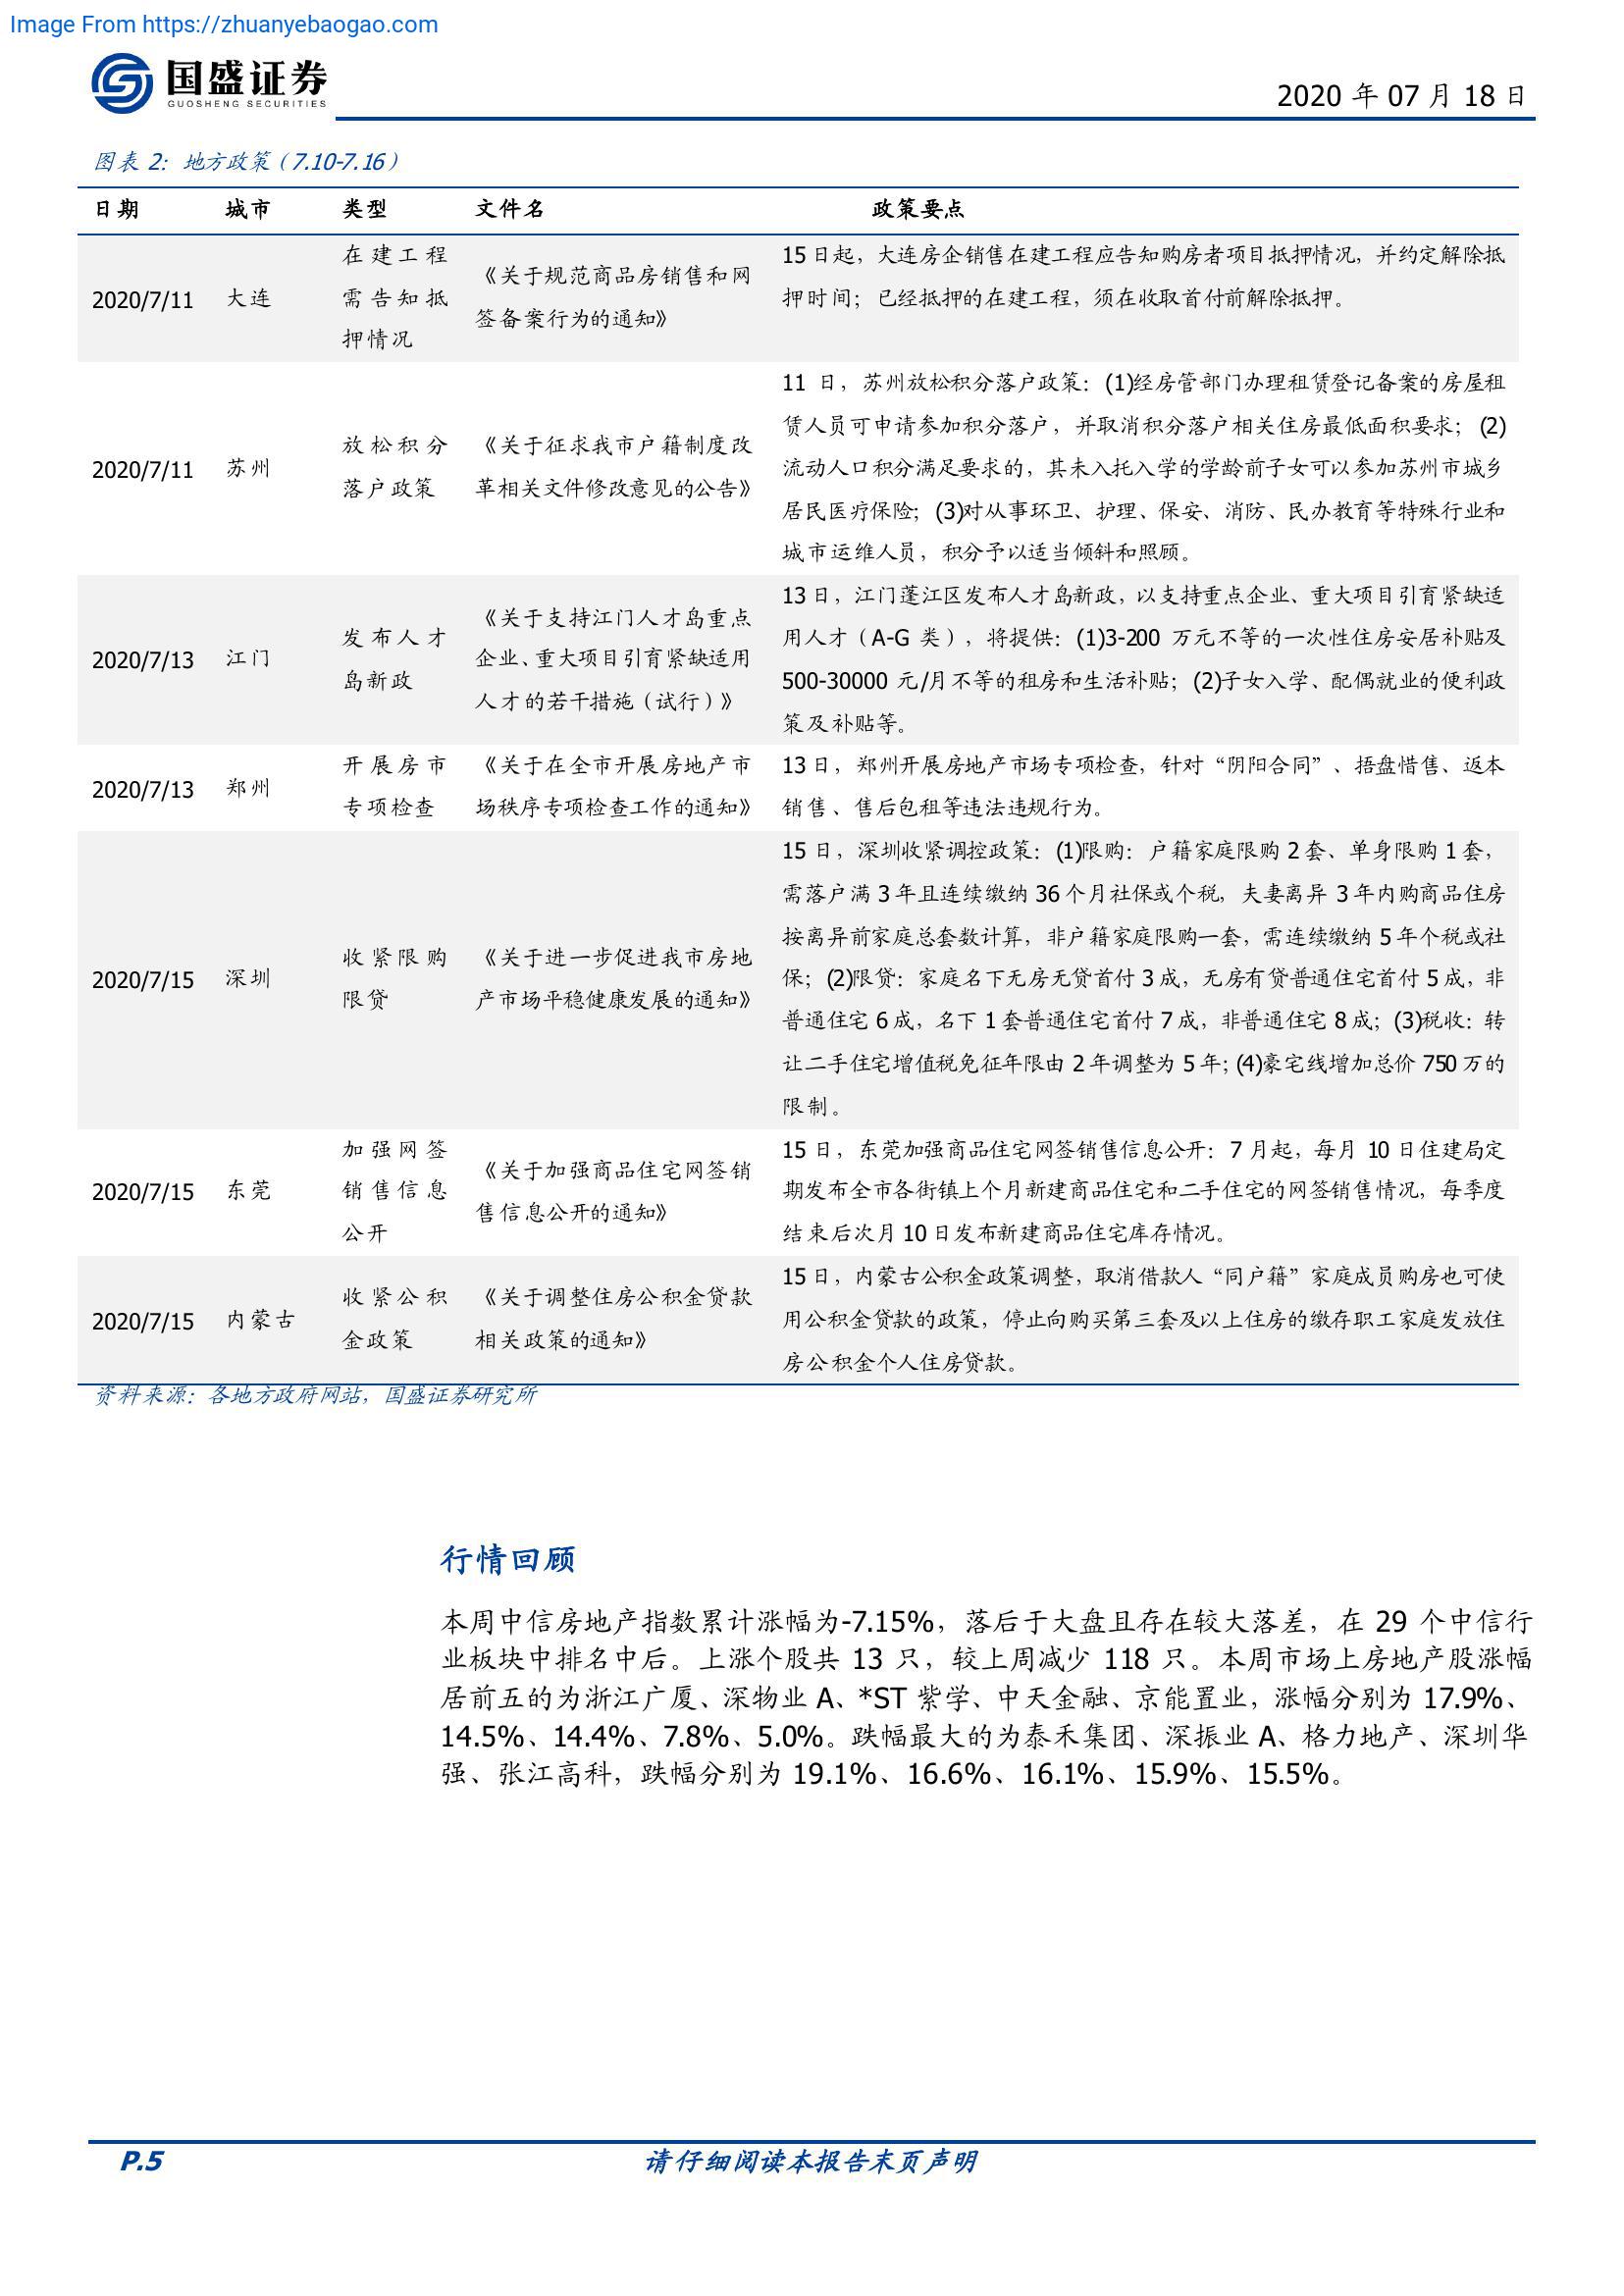 Image From https://zhuanyebaogao.com
国盛证券
GUOSHENG SECURITIES
2020 年 07 月 18 日
图表 2：地方政策（7.10-7.16）
日期 城市 类型 文件名 政策要点
2020/7/11 大连
在建工程
需告知抵
押情况
《关于规范商品房销售和网
签备案行为的通知》
15 日起，大连房企销售在建工程应告知购房者项目抵押情况，并约定解除抵
押时间；已经抵押的在建工程，须在收取首付前解除抵押。
2020/7/11 苏州
放松积分
落户政策
《关于征求我市户籍制度改
革相关文件修改意见的公告》
11 日，苏州放松积分落户政策：(1)经房管部门办理租赁登记备案的房屋租
赁人员可申请参加积分落户，并取消积分落户相关住房最低面积要求；(2)
流动人口积分满足要求的，其未入托入学的学龄前子女可以参加苏州市城乡
居民医疗保险；(3)对从事环卫、护理、保安、消防、民办教育等特殊行业和
城市运维人员，积分予以适当倾斜和照顾。
2020/7/13 江门
发布人才
岛新政
《关于支持江门人才岛重点
企业、重大项目引育紧缺适用
人才的若干措施（试行）》
13 日，江门蓬江区发布人才岛新政，以支持重点企业、重大项目引育紧缺适
用人才（A-G 类），将提供：(1)3-200 万元不等的一次性住房安居补贴及
500-30000 元/月不等的租房和生活补贴；(2)子女入学、配偶就业的便利政
策及补贴等。
2020/7/13 郑州
开展房市
专项检查
《关于在全市开展房地产市
场秩序专项检查工作的通知》
13 日，郑州开展房地产市场专项检查，针对“阴阳合同”、捂盘惜售、返本
销售、售后包租等违法违规行为。
2020/7/15 深圳
收紧限购
限贷
《关于进一步促进我市房地
产市场平稳健康发展的通知》
15 日，深圳收紧调控政策：(1)限购：户籍家庭限购 2 套、单身限购 1 套，
需落户满 3 年且连续缴纳 36 个月社保或个税，夫妻离异 3 年内购商品住房
按离异前家庭总套数计算，非户籍家庭限购一套，需连续缴纳 5 年个税或社
保；(2)限贷：家庭名下无房无贷首付 3 成，无房有贷普通住宅首付 5 成，非
普通住宅 6 成，名下 1 套普通住宅首付 7 成，非普通住宅 8 成；(3)税收：转
让二手住宅增值税免征年限由 2 年调整为 5 年；(4)豪宅线增加总价 750 万的
限制。
2020/7/15 东莞
加强网签
销售信息
公开
《关于加强商品住宅网签销
售信息公开的通知》
15 日，东莞加强商品住宅网签销售信息公开：7 月起，每月 10 日住建局定
期发布全市各街镇上个月新建商品住宅和二手住宅的网签销售情况，每季度
结束后次月 10 日发布新建商品住宅库存情况。
2020/7/15 内蒙古
收紧公积
金政策
《关于调整住房公积金贷款
相关政策的通知》
15 日，内蒙古公积金政策调整，取消借款人“同户籍”家庭成员购房也可使
用公积金贷款的政策，停止向购买第三套及以上住房的缴存职工家庭发放住
房公积金个人住房贷款。
资料来源：各地方政府网站，国盛证券研究所
行情回顾
本周中信房地产指数累计涨幅为-7.15%，落后于大盘且存在较大落差，在 29 个中信行
业板块中排名中后。上涨个股共 13 只，较上周减少 118 只。本周市场上房地产股涨幅
居前五的为浙江广厦、深物业 A、*ST 紫学、中天金融、京能置业，涨幅分别为 17.9%、
14.5%、14.4%、7.8%、5.0%。跌幅最大的为泰禾集团、深振业 A、格力地产、深圳华
强、张江高科，跌幅分别为 19.1%、16.6%、16.1%、15.9%、15.5%。
P.5 请仔细阅读本报告末页声明